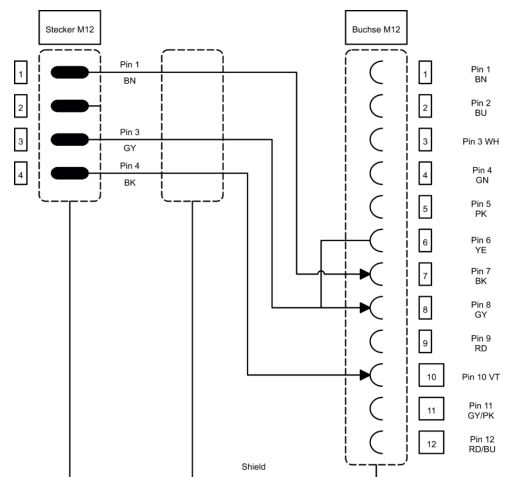 Stecker M12
Buchse M12
1
Pin 1
BN
2
3
Pin 3
GY
4
Pin 4
BK
1
Pin 1
BN
2
Pin 2
BU
3
Pin 3 WH
4
Pin 4
GN
5
Pin 5
PK
6
Pin 6
YE
7
Pin 7
BK
8
Pin 8
GY
9
Pin 9
RD
10
Pin 10 VT
11
Pin 11
GY/PK
12
Pin 12
RD/BU
Shield